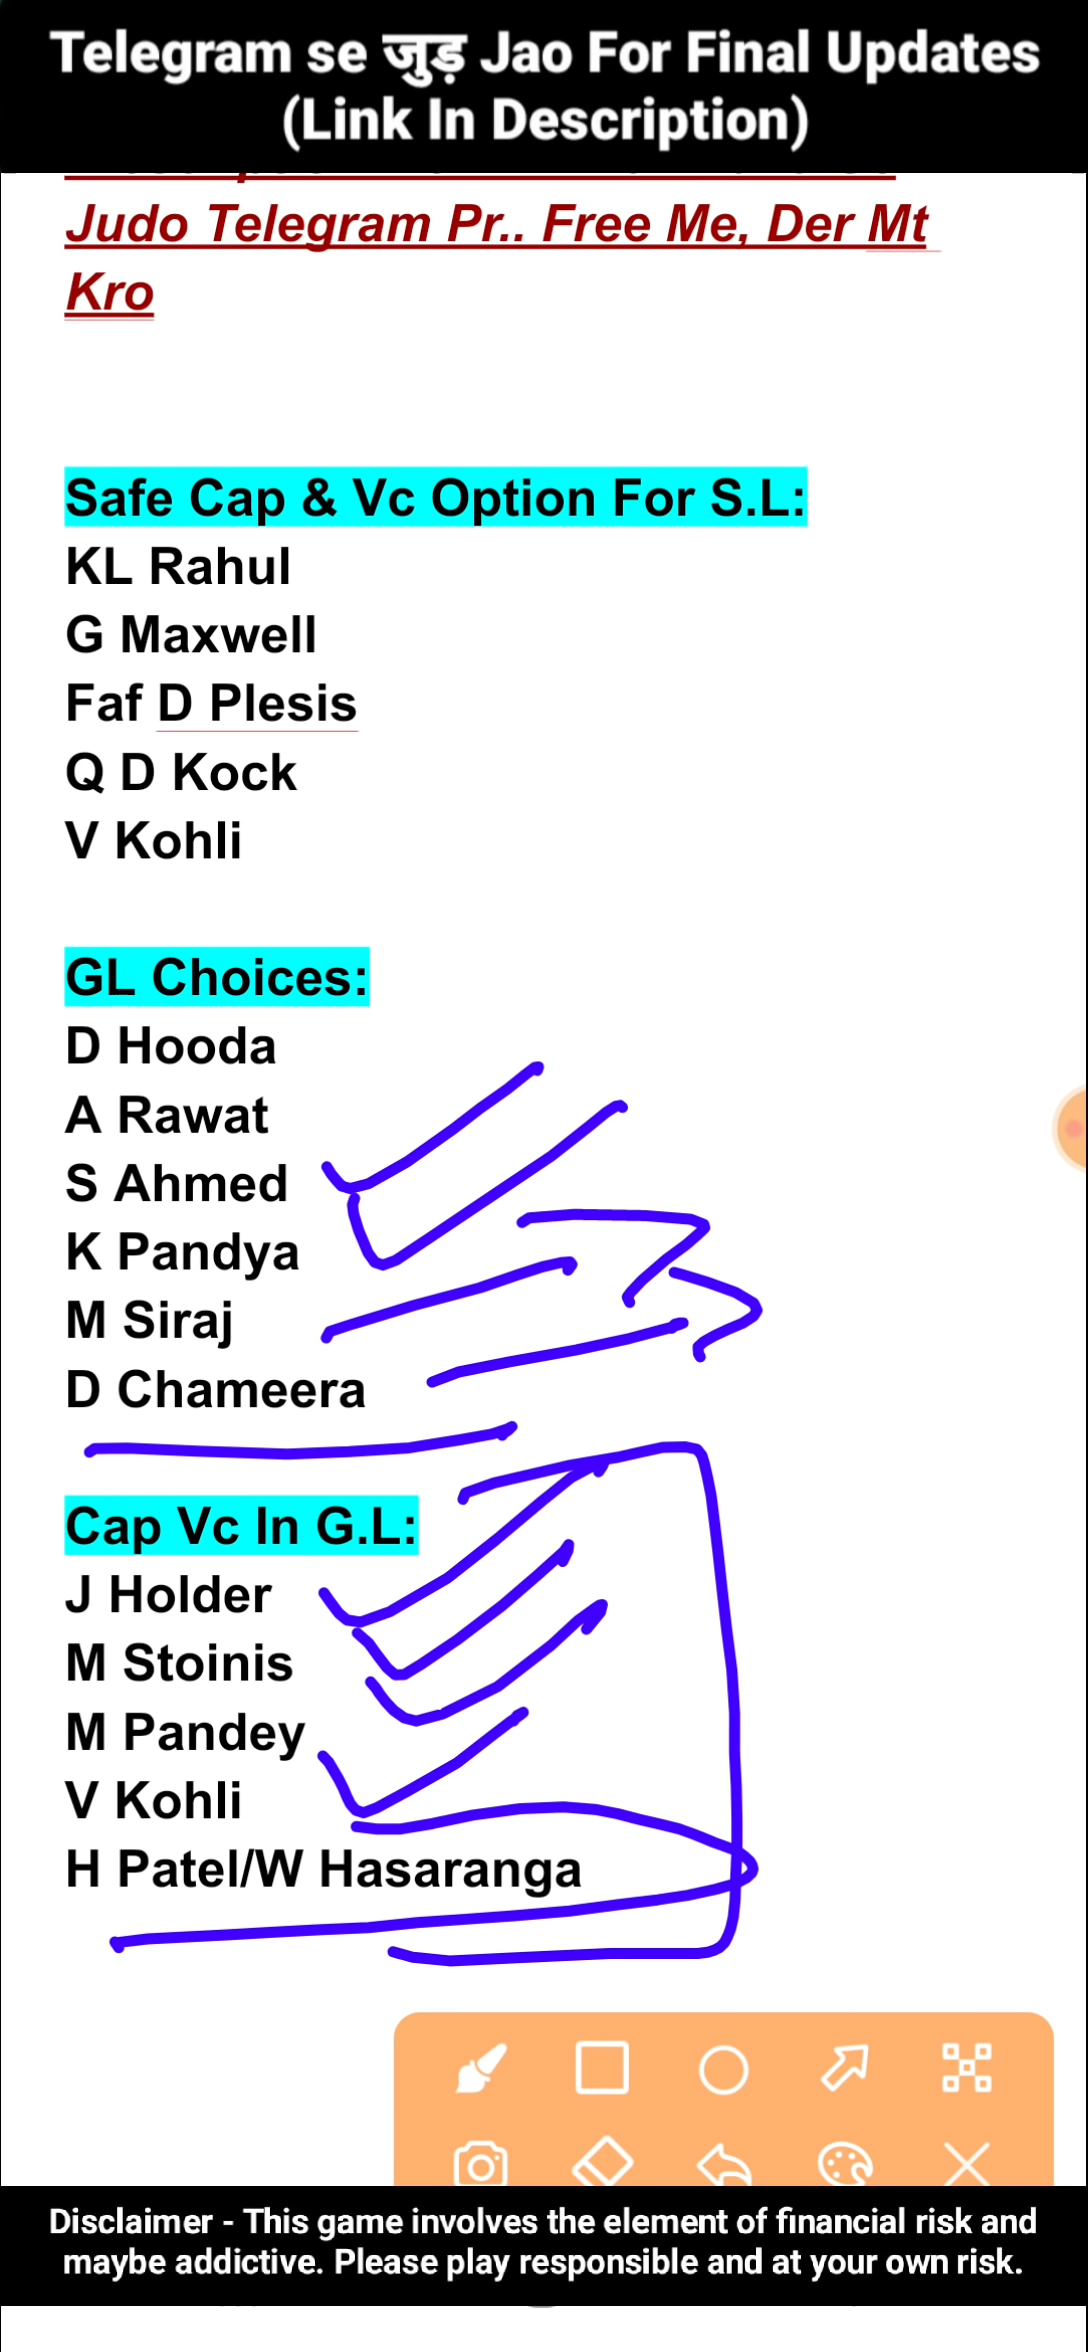 Telegram se जुड़ Jao For Final Updates
(Link In Description)
Judo Telegram Pr.. Free Me, Der Mt
Kro
Safe Cap & Vc Option For S.L:
KL Rahul
G Maxwell
Faf D Plesis
Q D Kock
V Kohli
GL Choices:
D Hooda
A Rawat
S Ahmed
K Pandya
M Siraj
D Chameera
Cap Vc In G.L:
J Holder
M Stoinis
M Pandey
V Kohli
H Patel/W Hasaranga
Disclaimer - This game involves the element of financial risk and
maybe addictive. Please play responsible and at your own risk.